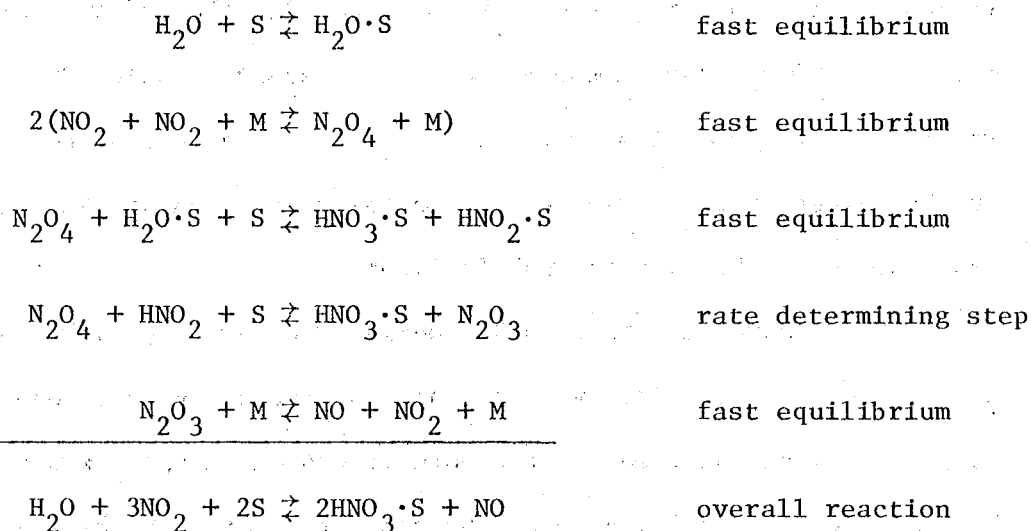 H₂O + S ⇄ H₂O·S fast equilibrium
2(NO₂ + NO₂ + M ⇄ N₂O₄ + M) fast equilibrium
N₂O₄ + H₂O·S + S ⇄ HNO₃·S + HNO₂·S fast equilibrium
N₂O₄ + HNO₂ + S ⇄ HNO₃·S + N₂O₃ rate determining step
N₂O₃ + M ⇄ NO + NO₂ + M fast equilibrium
H₂O + 3NO₂ + 2S ⇄ 2HNO₃·S + NO overall reaction